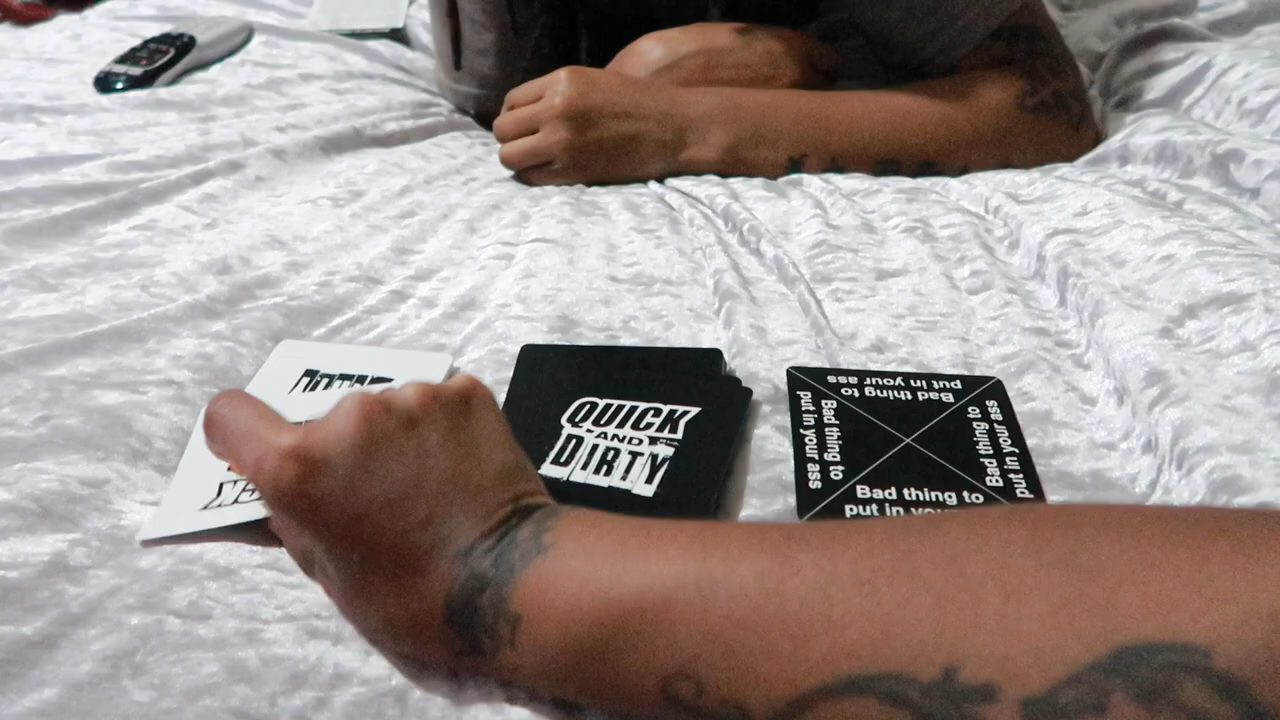 QUICK
AND
DIRTY
Bad thing to
put in your ass
Bad thing to
put in your ass
Bad thing to
put in your ass
Bad thing to
put in